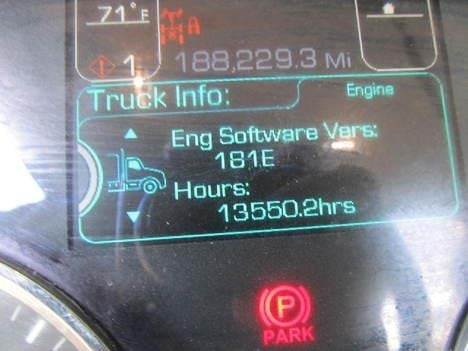 71°F
A
1
188,229.3 Mi
Truck Info:
Engine
Eng Software Vers:
181E
Hours:
13550.2hrs
P
PARK